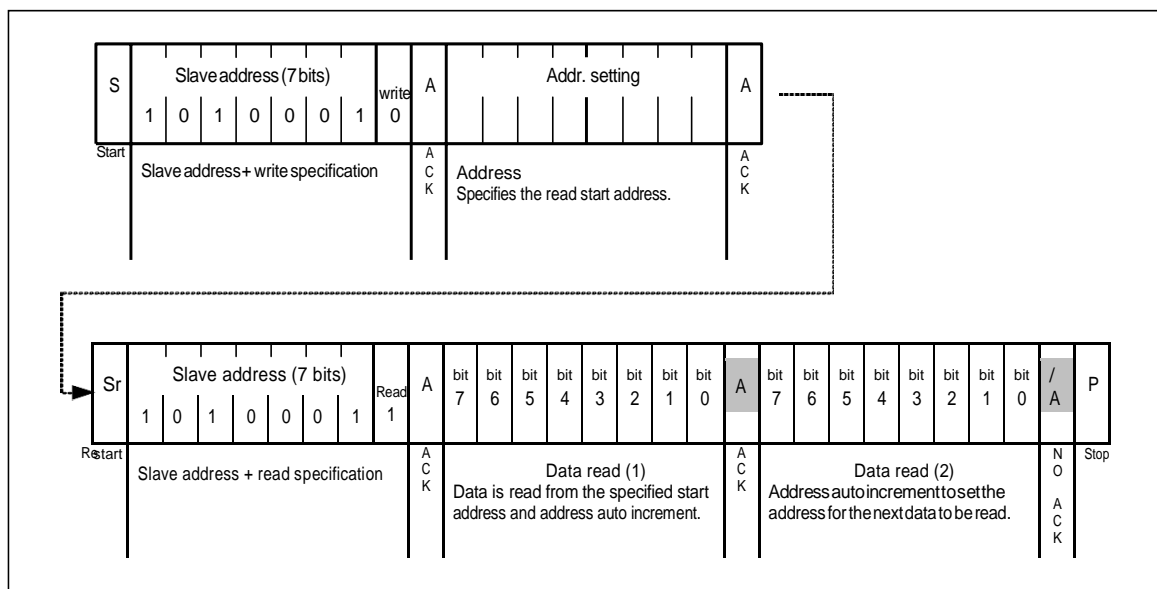 S Slave address (7 bits) write A Addr. setting A
1 0 1 0 0 0 1 0
Start
Slave address + write specification
A C K
Address
Specifies the read start address.
A C K
Sr Slave address (7 bits) Read A bit 7 bit 6 bit 5 bit 4 bit 3 bit 2 bit 1 bit 0 A bit 7 bit 6 bit 5 bit 4 bit 3 bit 2 bit 1 bit 0 / A P
1 0 1 0 0 0 1 1
Restart
Slave address + read specification
A C K
Data read (1)
Data is read from the specified start
address and address auto increment.
A C K
Data read (2)
Address auto increment to set the
address for the next data to be read.
NO ACK
Stop